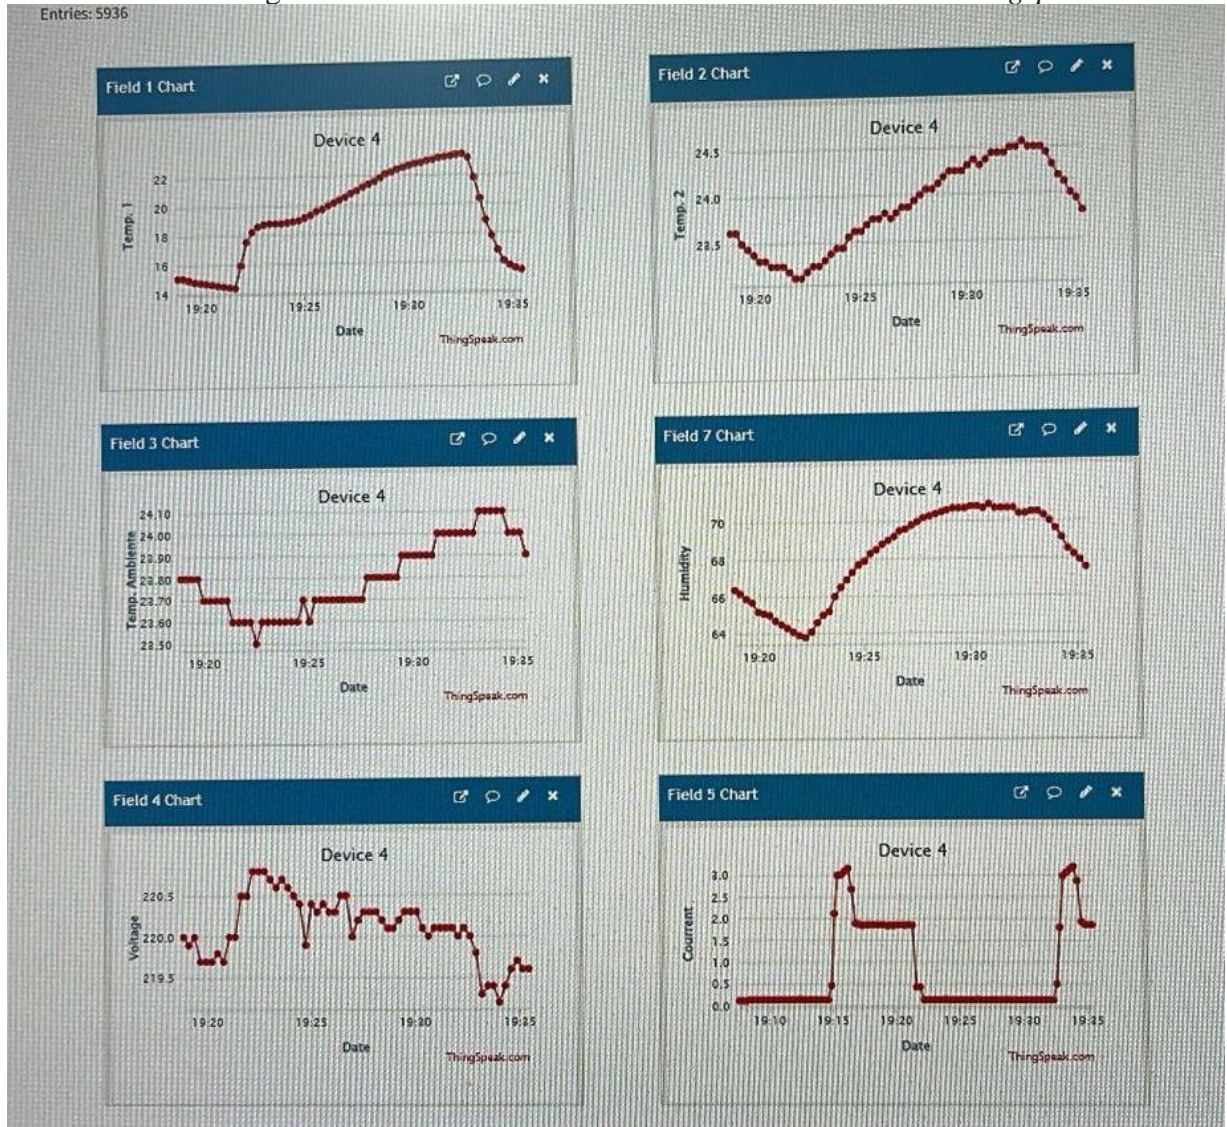 Entries: 5936
Field 1 Chart
Device 4
Temp. 1
22
20
18
16
14
19:20
19:25
19:30
19:35
Date
ThingSpeak.com
Field 2 Chart
Device 4
Temp. 2
24.5
24.0
23.5
19:20
19:25
19:30
19:35
Date
ThingSpeak.com
Field 3 Chart
Device 4
Temp. Ambiente
24.10
24.00
23.90
23.80
23.70
23.60
23.50
19:20
19:25
19:30
19:35
Date
ThingSpeak.com
Field 7 Chart
Device 4
Humidity
70
68
66
64
19:20
19:25
19:30
19:35
Date
ThingSpeak.com
Field 4 Chart
Device 4
Voltage
220.5
220.0
219.5
19:20
19:25
19:30
19:35
Date
ThingSpeak.com
Field 5 Chart
Device 4
Courrent
3.0
2.5
2.0
1.5
1.0
0.5
0.0
19:10
19:15
19:20
19:25
19:30
19:35
Date
ThingSpeak.com